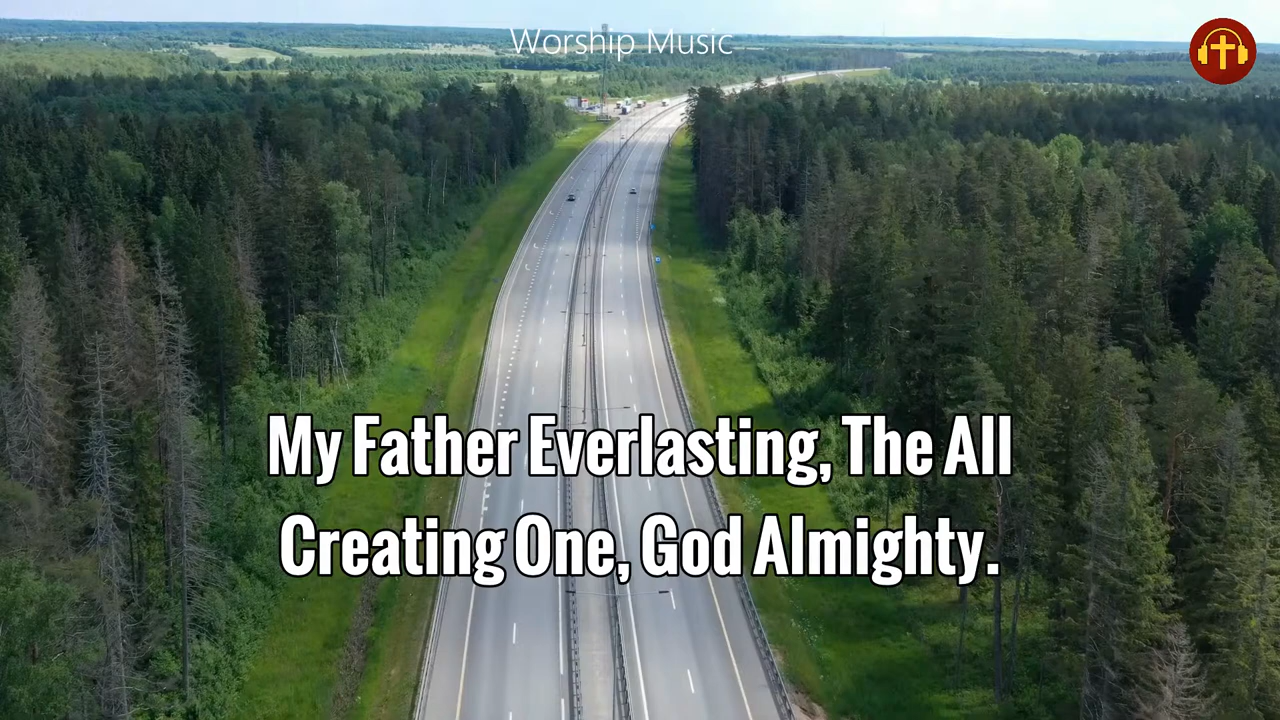 Worship Music
My Father Everlasting, The All
Creating One, God Almighty.